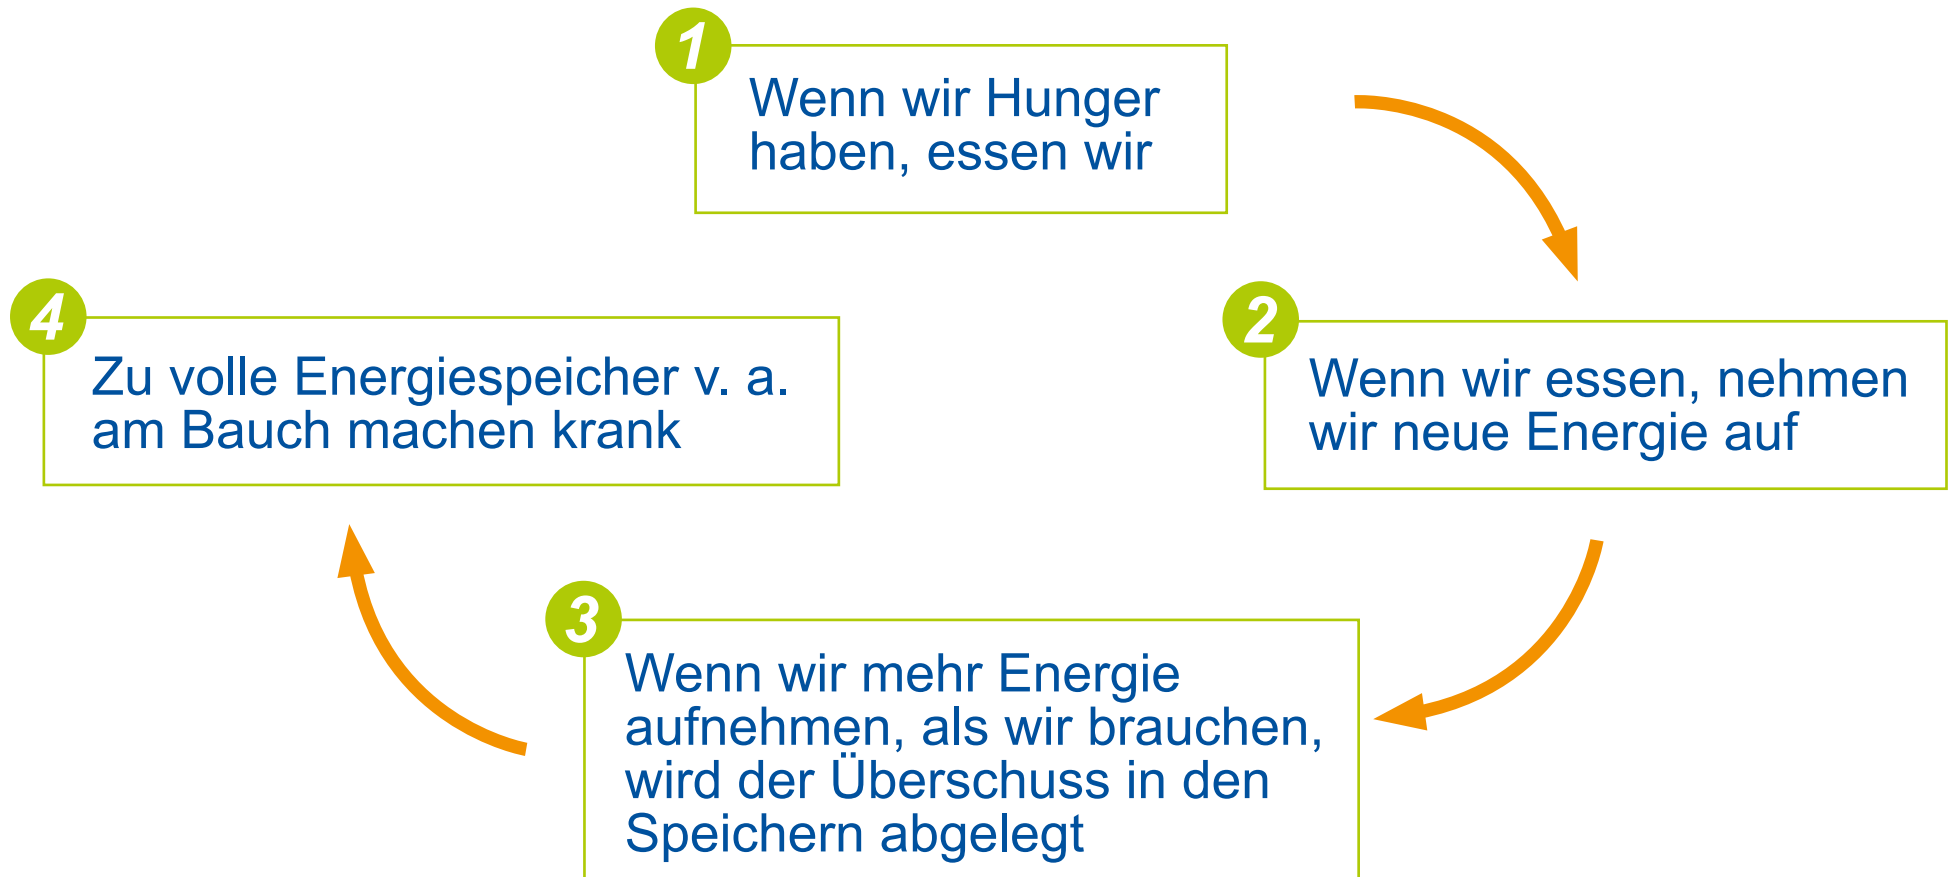 1
Wenn wir Hunger
haben, essen wir
2
Wenn wir essen, nehmen
wir neue Energie auf
3
Wenn wir mehr Energie
aufnehmen, als wir brauchen,
wird der Überschuss in den
Speichern abgelegt
4
Zu volle Energiespeicher v. a.
am Bauch machen krank